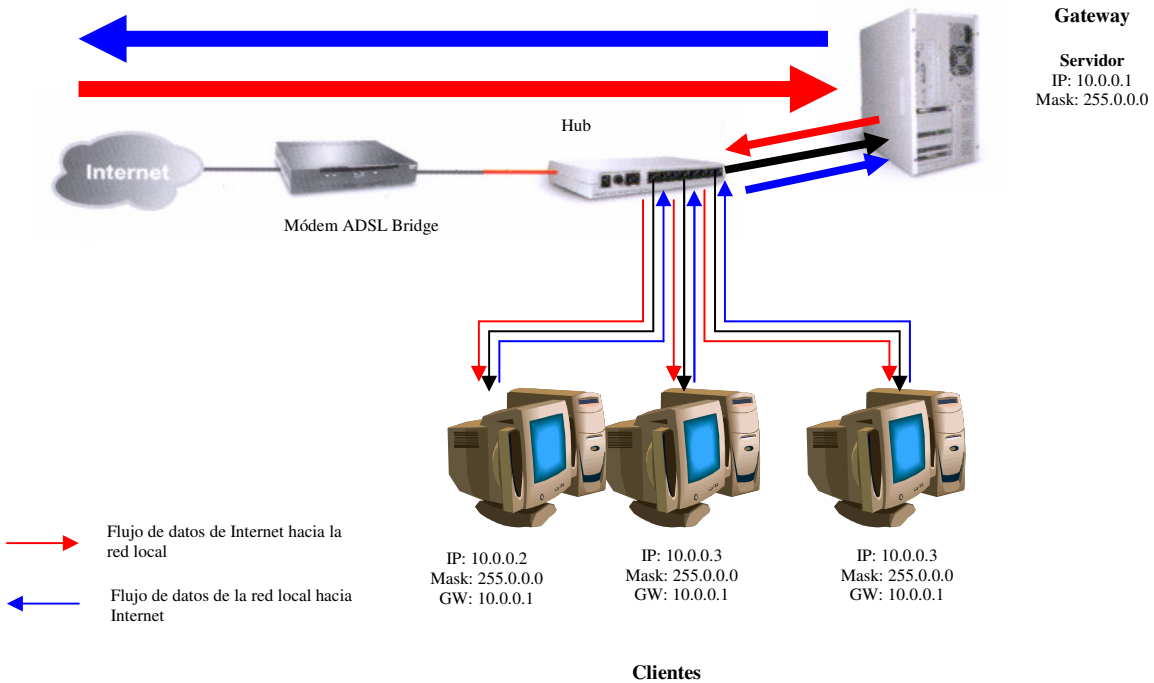 Gateway
Servidor
IP: 10.0.0.1
Mask: 255.0.0.0
Hub
Internet
Módem ADSL Bridge
Flujo de datos de Internet hacia la
red local
Flujo de datos de la red local hacia
Internet
IP: 10.0.0.2
Mask: 255.0.0.0
GW: 10.0.0.1
IP: 10.0.0.3
Mask: 255.0.0.0
GW: 10.0.0.1
IP: 10.0.0.3
Mask: 255.0.0.0
GW: 10.0.0.1
Clientes